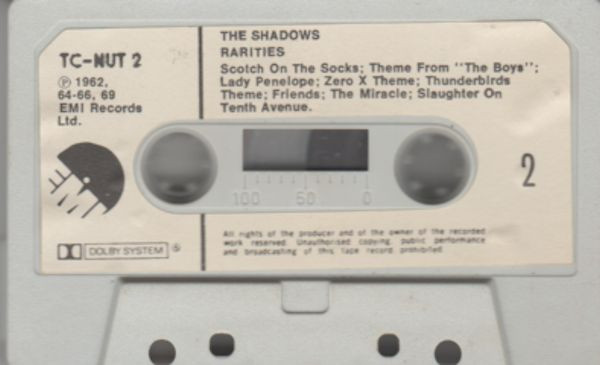 TC-NUT 2
℗ 1962,
64-66, 69
EMI Records
Ltd.
EMI
DOLBY SYSTEM ®
THE SHADOWS
RARITIES
Scotch On The Socks; Theme From "The Boys";
Lady Penelope; Zero X Theme; Thunderbirds
Theme; Friends; The Miracle; Slaughter On
Tenth Avenue.
100 50 0
2
All rights of the producer and of the owner of the recorded
work reserved. Unauthorised copying, public performance
and broadcasting of this tape record prohibited.